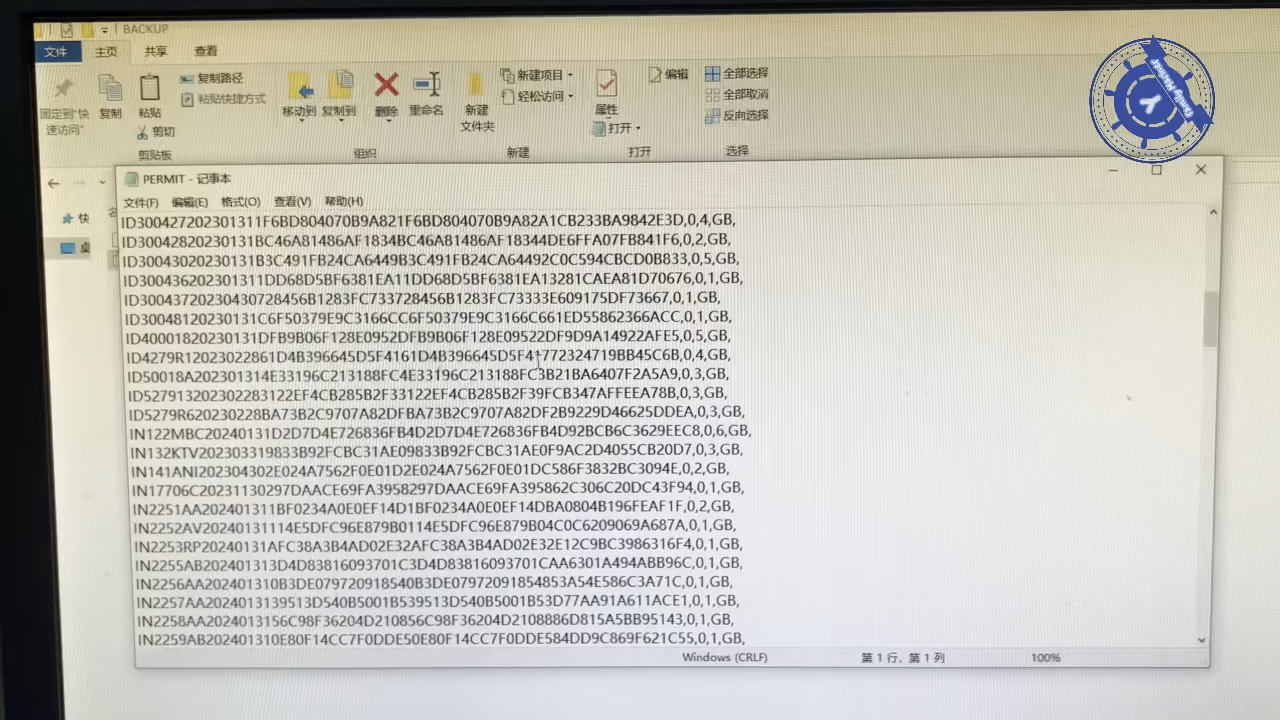 BACKUP
文件 主页 共享 查看
固定到"快速访问"
复制
粘贴
复制路径
粘贴快捷方式
剪切
剪贴板
移动到 复制到 删除 重命名
组织
新建文件夹
新建项目
轻松访问
新建
属性
打开
编辑
打开
全部选择
全部取消
反向选择
选择
快
PERMIT - 记事本
文件(F) 编辑(E) 格式(O) 查看(V) 帮助(H)
ID300427202301311F6BD804070B9A821F6BD804070B9A82A1CB233BA9842E3D,0,4,GB,
ID30042820230131BC46A81486AF1834BC46A81486AF18344DE6FFA07FB841F6,0,2,GB,
ID30043020230131B3C491FB24CA6449B3C491FB24CA64492C0C594CBCD0B833,0,5,GB,
ID300436202301311DD68D5BF6381EA11DD68D5BF6381EA13281CAEA81D70676,0,1,GB,
ID30043720230430728456B1283FC733728456B1283FC73333E609175DF73667,0,1,GB,
ID30048120230131C6F50379E9C3166CC6F50379E9C3166C661ED55862366ACC,0,1,GB,
ID40001820230131DFB9B06F128E0952DFB9B06F128E09522DF9D9A14922AFE5,0,5,GB,
ID4279R12023022861D4B396645D5F4161D4B396645D5F41772324719BB45C6B,0,4,GB,
ID50018A202301314E33196C213188FC4E33196C213188FC3B21BA6407F2A5A9,0,3,GB,
ID527913202302283122EF4CB285B2F33122EF4CB285B2F39FCB347AFFEEA78B,0,3,GB,
ID5279R620230228BA73B2C9707A82DFBA73B2C9707A82DF2B9229D46625DDEA,0,3,GB,
IN122MBC20240131D2D7D4E726836FB4D2D7D4E726836FB4D92BCB6C3629EEC8,0,6,GB,
IN132KTV202303319833B92FCBC31AE09833B92FCBC31AE0F9AC2D4055CB20D7,0,3,GB,
IN141ANI202304302E024A7562F0E01D2E024A7562F0E01DC586F3832BC3094E,0,2,GB,
IN17706C20231130297DAACE69FA3958297DAACE69FA395862C306C20DC43F94,0,1,GB,
IN2251AA202401311BF0234A0E0EF14D1BF0234A0E0EF14DBA0804B196FEAF1F,0,2,GB,
IN2252AV20240131114E5DFC96E879B0114E5DFC96E879B04C0C6209069A687A,0,1,GB,
IN2253RP20240131AFC38A3B4AD02E32AFC38A3B4AD02E32E12C9BC3986316F4,0,1,GB,
IN2255AB202401313D4D83816093701C3D4D83816093701CAA6301A494ABB96C,0,1,GB,
IN2256AA202401310B3DE079720918540B3DE07972091854853A54E586C3A71C,0,1,GB,
IN2257AA2024013139513D540B5001B539513D540B5001B53D77AA91A611ACE1,0,1,GB,
IN2258AA2024013156C98F36204D210856C98F36204D2108886D815A5BB95143,0,1,GB,
IN2259AB202401310E80F14CC7F0DDE50E80F14CC7F0DDE584DD9C869F621C55,0,1,GB,
Windows (CRLF) 第 1 行，第 1 列 100%